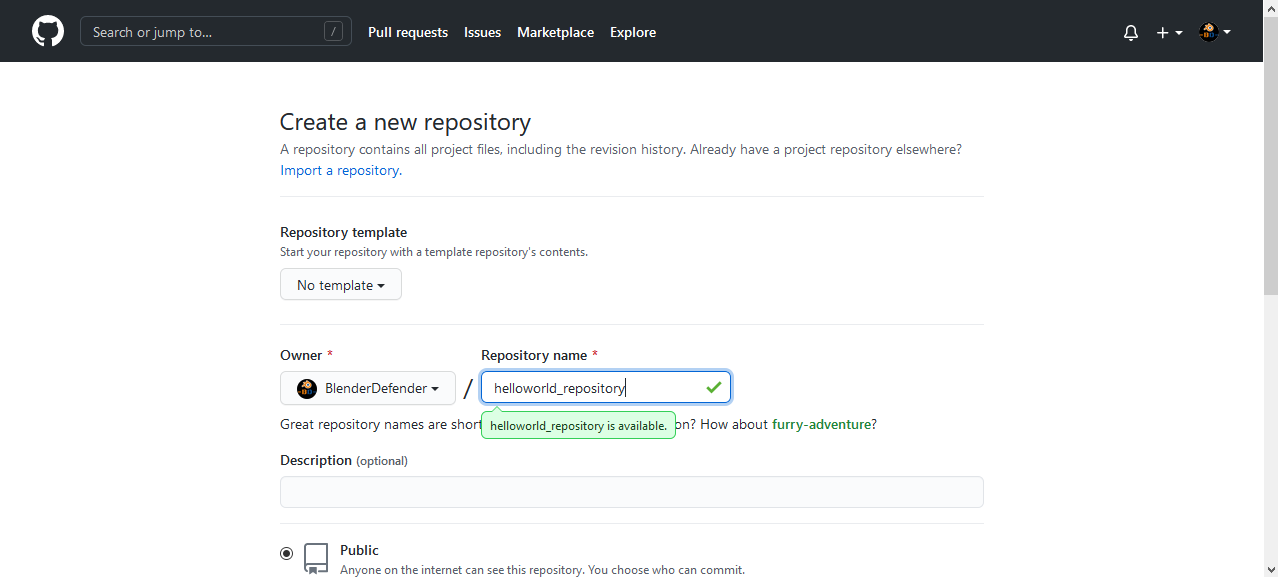 Search or jump to... /
Pull requests Issues Marketplace Explore
Create a new repository
A repository contains all project files, including the revision history. Already have a project repository elsewhere?
Import a repository.
Repository template
Start your repository with a template repository's contents.
No template
Owner * Repository name *
BlenderDefender / helloworld_repository
helloworld_repository is available.
Great repository names are short ? How about furry-adventure?
Description (optional)
Public
Anyone on the internet can see this repository. You choose who can commit.